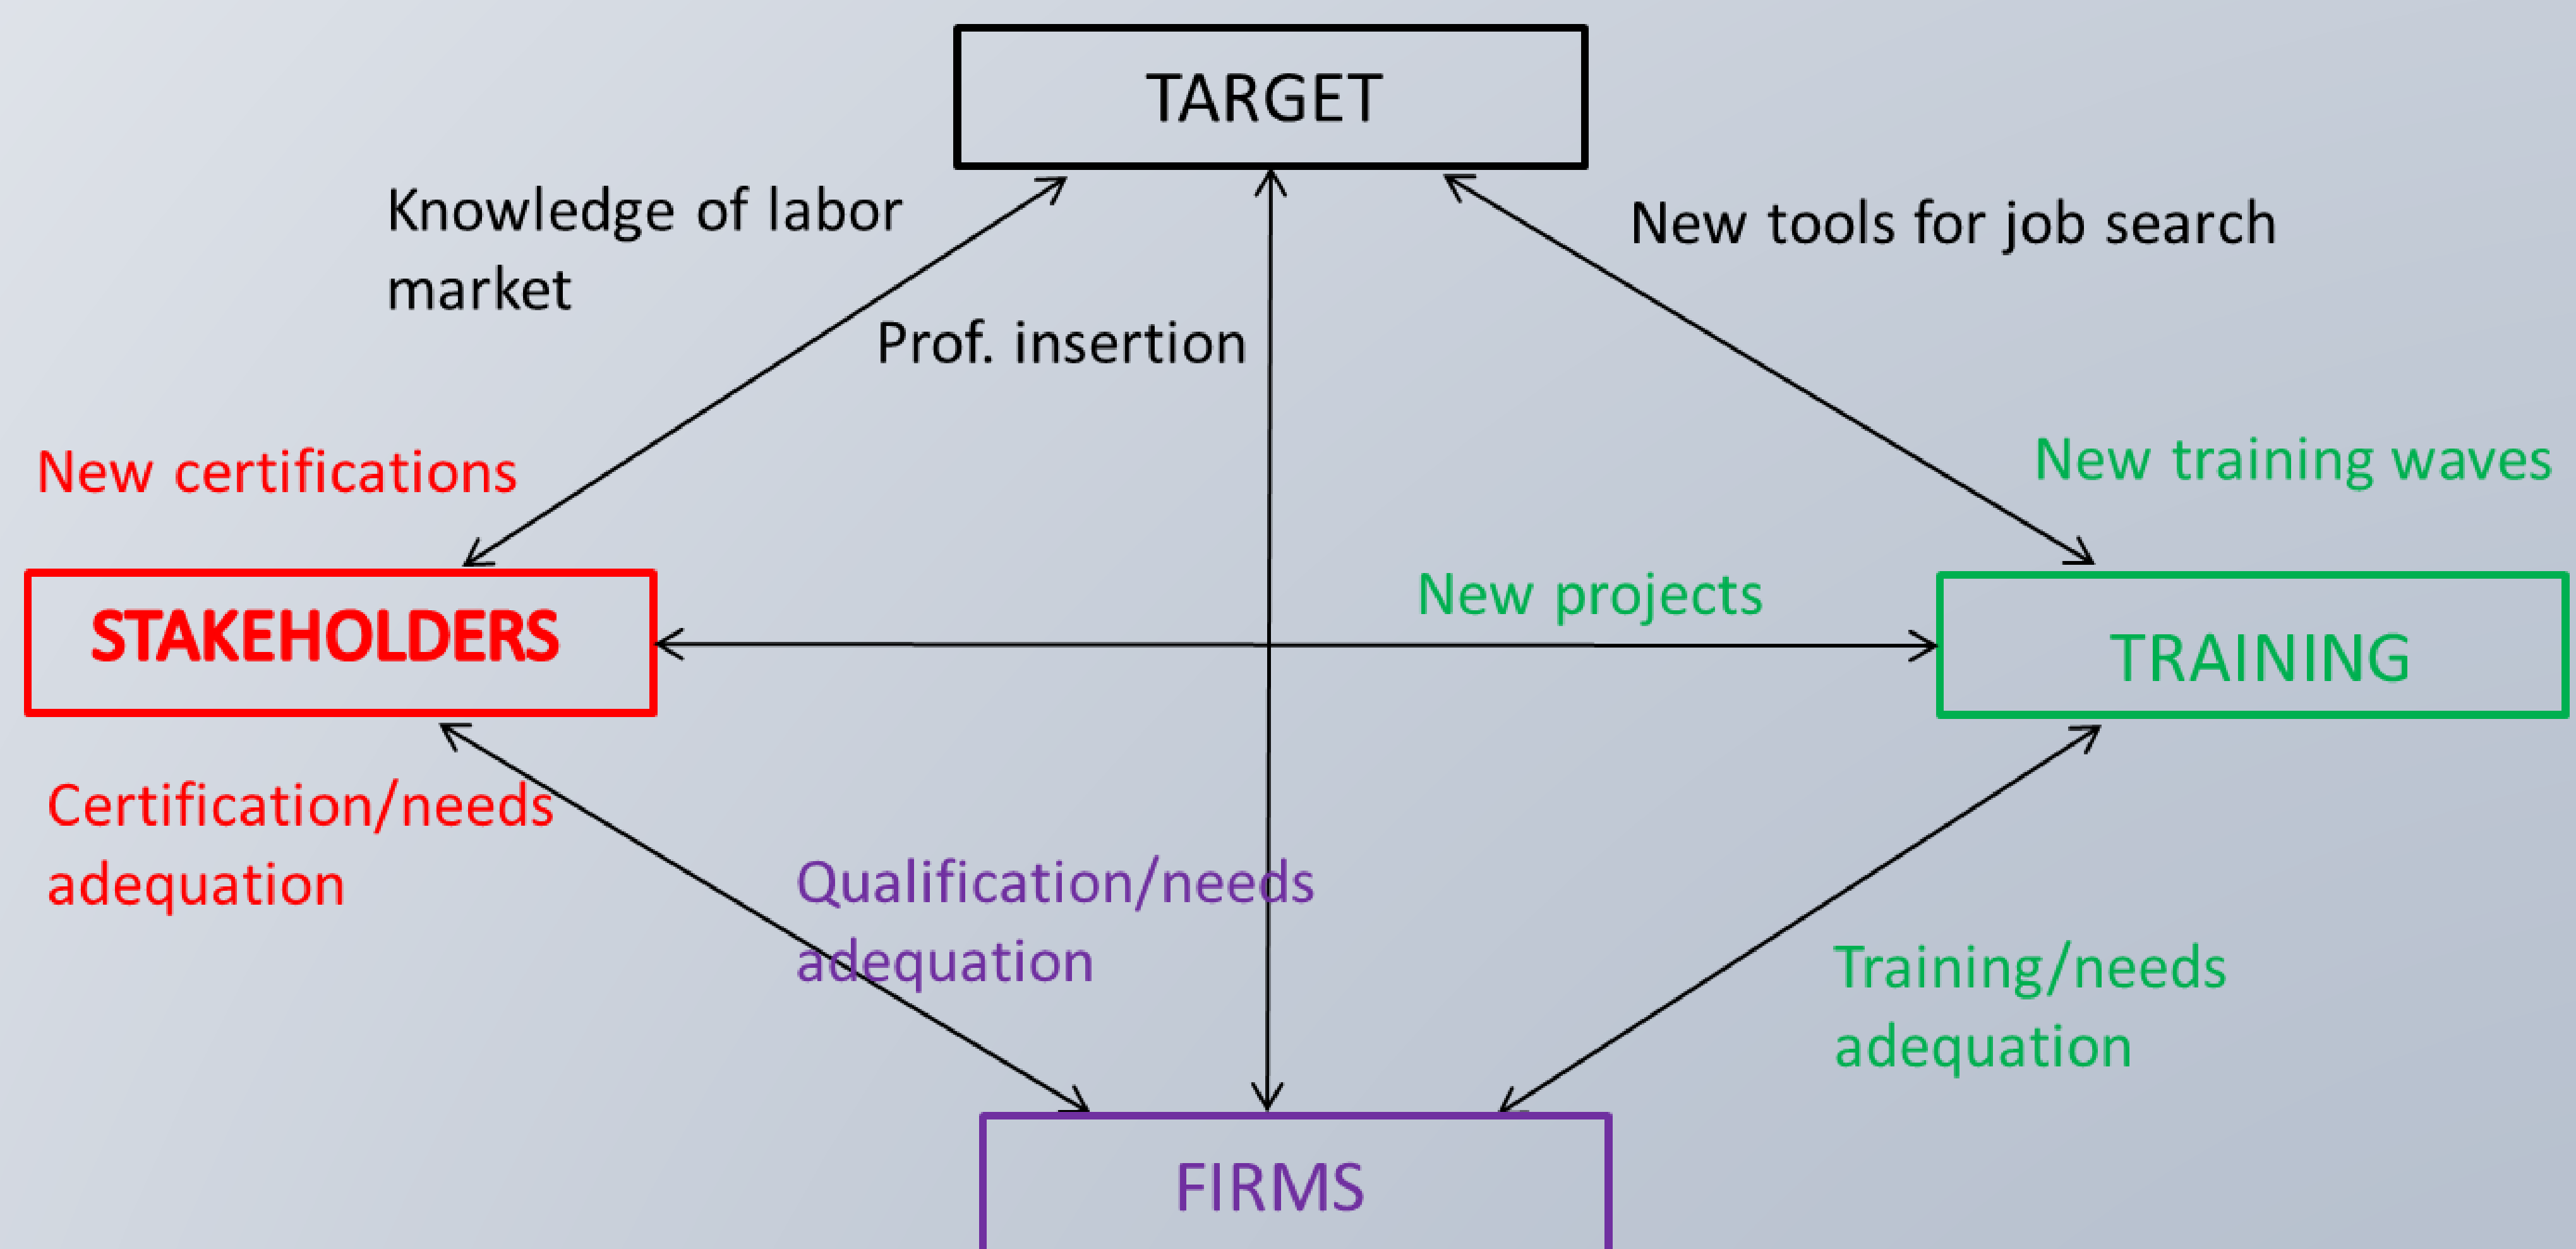 TARGET
Knowledge of labor
market
New tools for job search
Prof. insertion
New certifications
New training waves
New projects
STAKEHOLDERS
TRAINING
Certification/needs
adequation
Qualification/needs
adequation
Training/needs
adequation
FIRMS